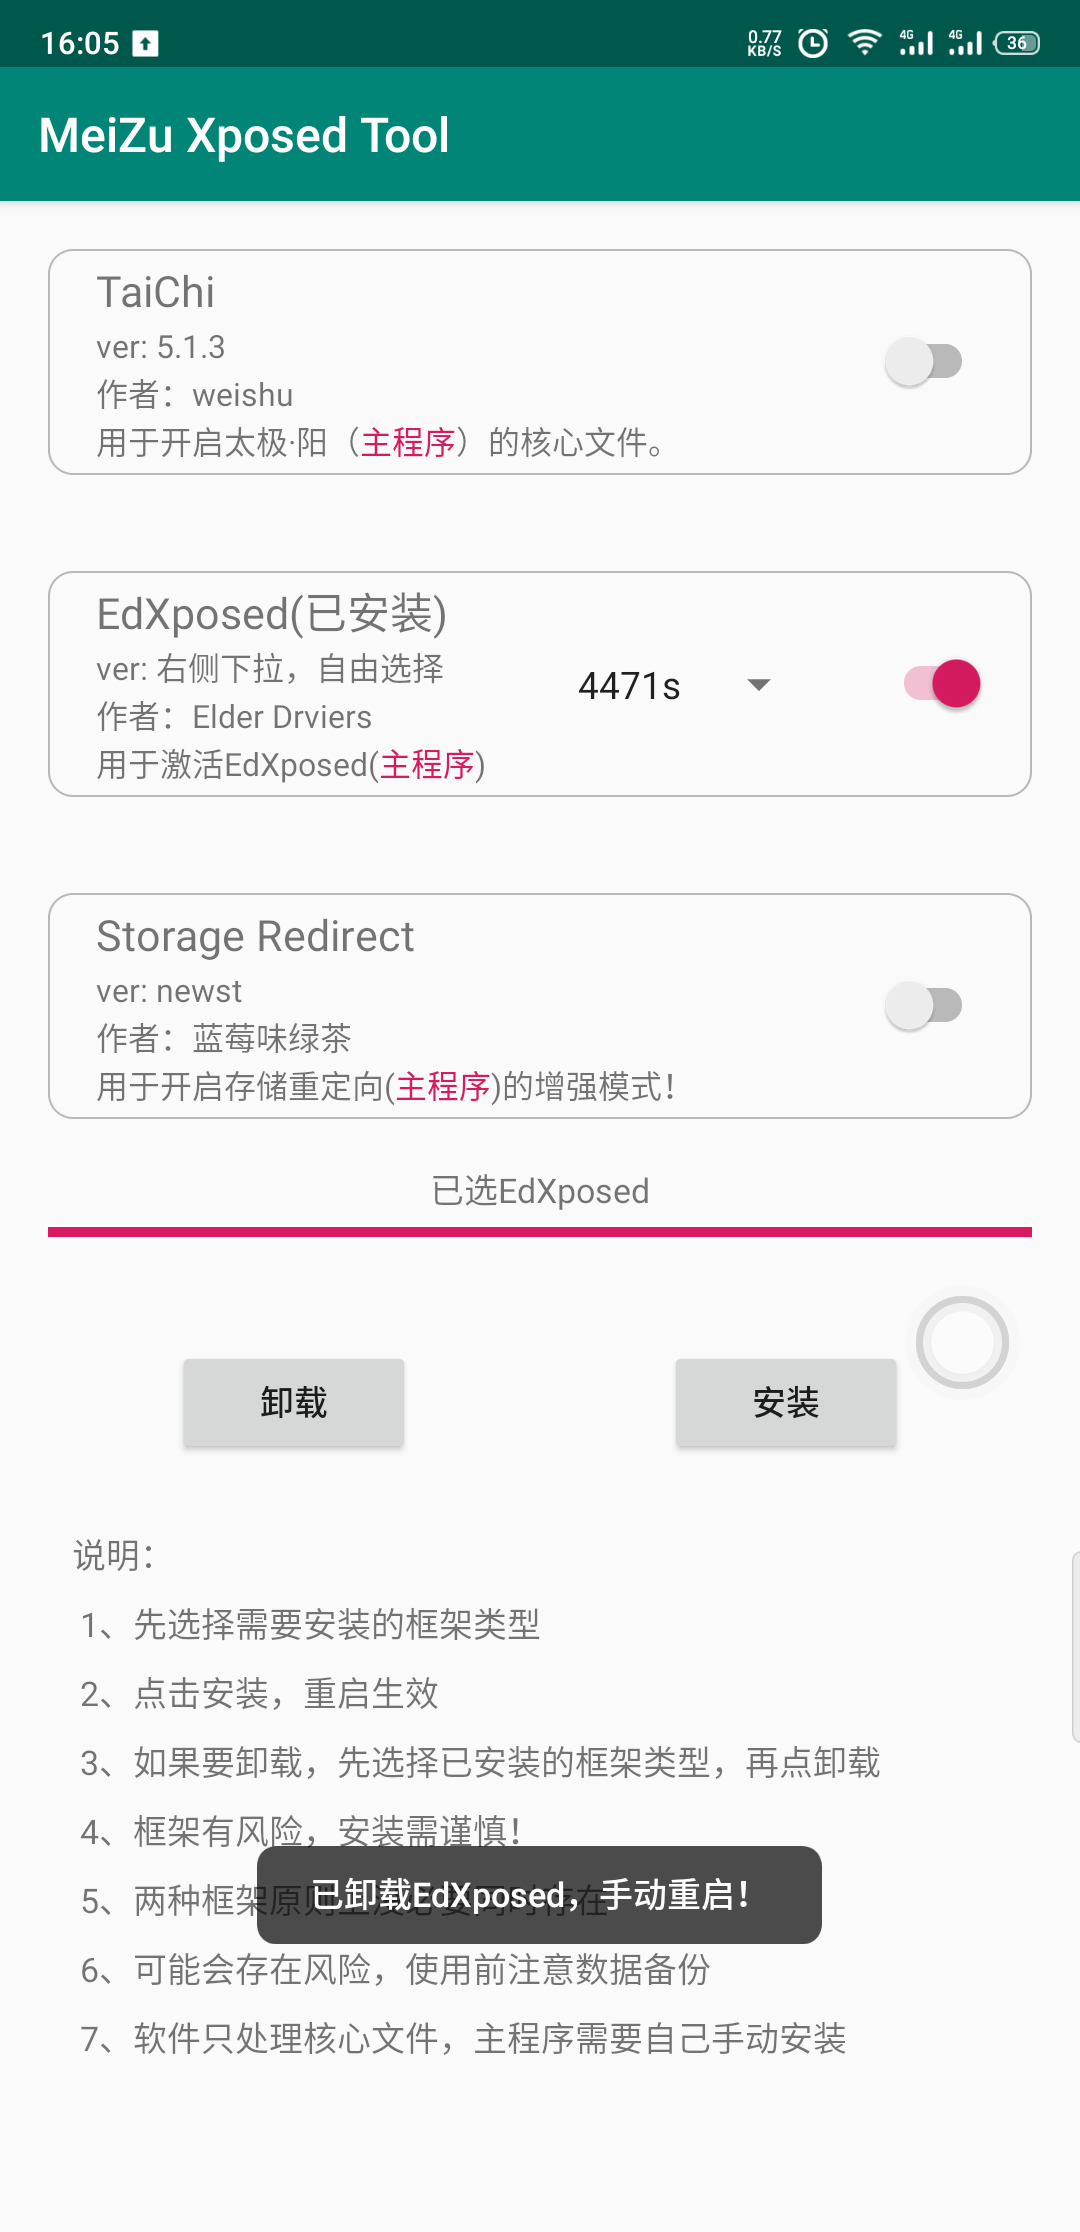 16:05
0.77 KB/S 4G 4G 36
MeiZu Xposed Tool
TaiChi
ver: 5.1.3
作者：weishu
用于开启太极·阳（主程序）的核心文件。
EdXposed(已安装)
ver: 右侧下拉，自由选择
4471s
作者：Elder Drviers
用于激活EdXposed(主程序)
Storage Redirect
ver: newst
作者：蓝莓味绿茶
用于开启存储重定向(主程序)的增强模式！
已选EdXposed
卸载
安装
说明：
1、先选择需要安装的框架类型
2、点击安装，重启生效
3、如果要卸载，先选择已安装的框架类型，再点卸载
4、框架有风险，安装需谨慎！
5、两种框架原则
已卸载EdXposed，手动重启！
6、可能会存在风险，使用前注意数据备份
7、软件只处理核心文件，主程序需要自己手动安装